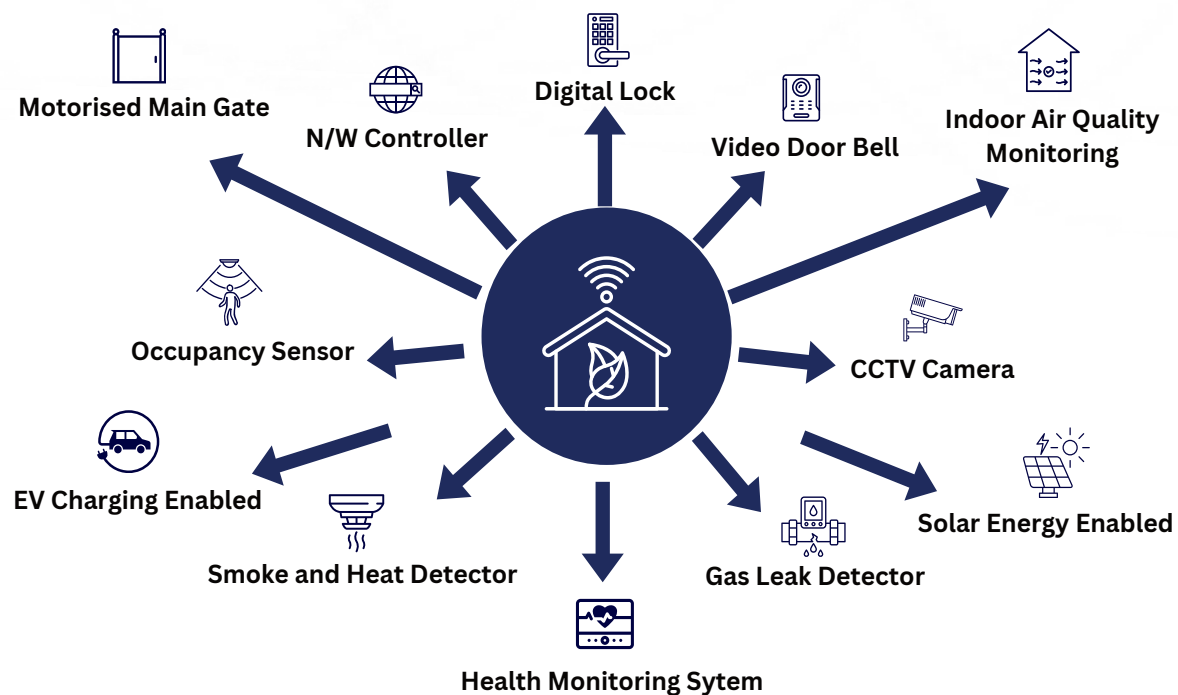 Digital Lock
Motorised Main Gate
N/W Controller
Video Door Bell
Indoor Air Quality
Monitoring
Occupancy Sensor
CCTV Camera
EV Charging Enabled
Solar Energy Enabled
Smoke and Heat Detector
Gas Leak Detector
Health Monitoring Sytem